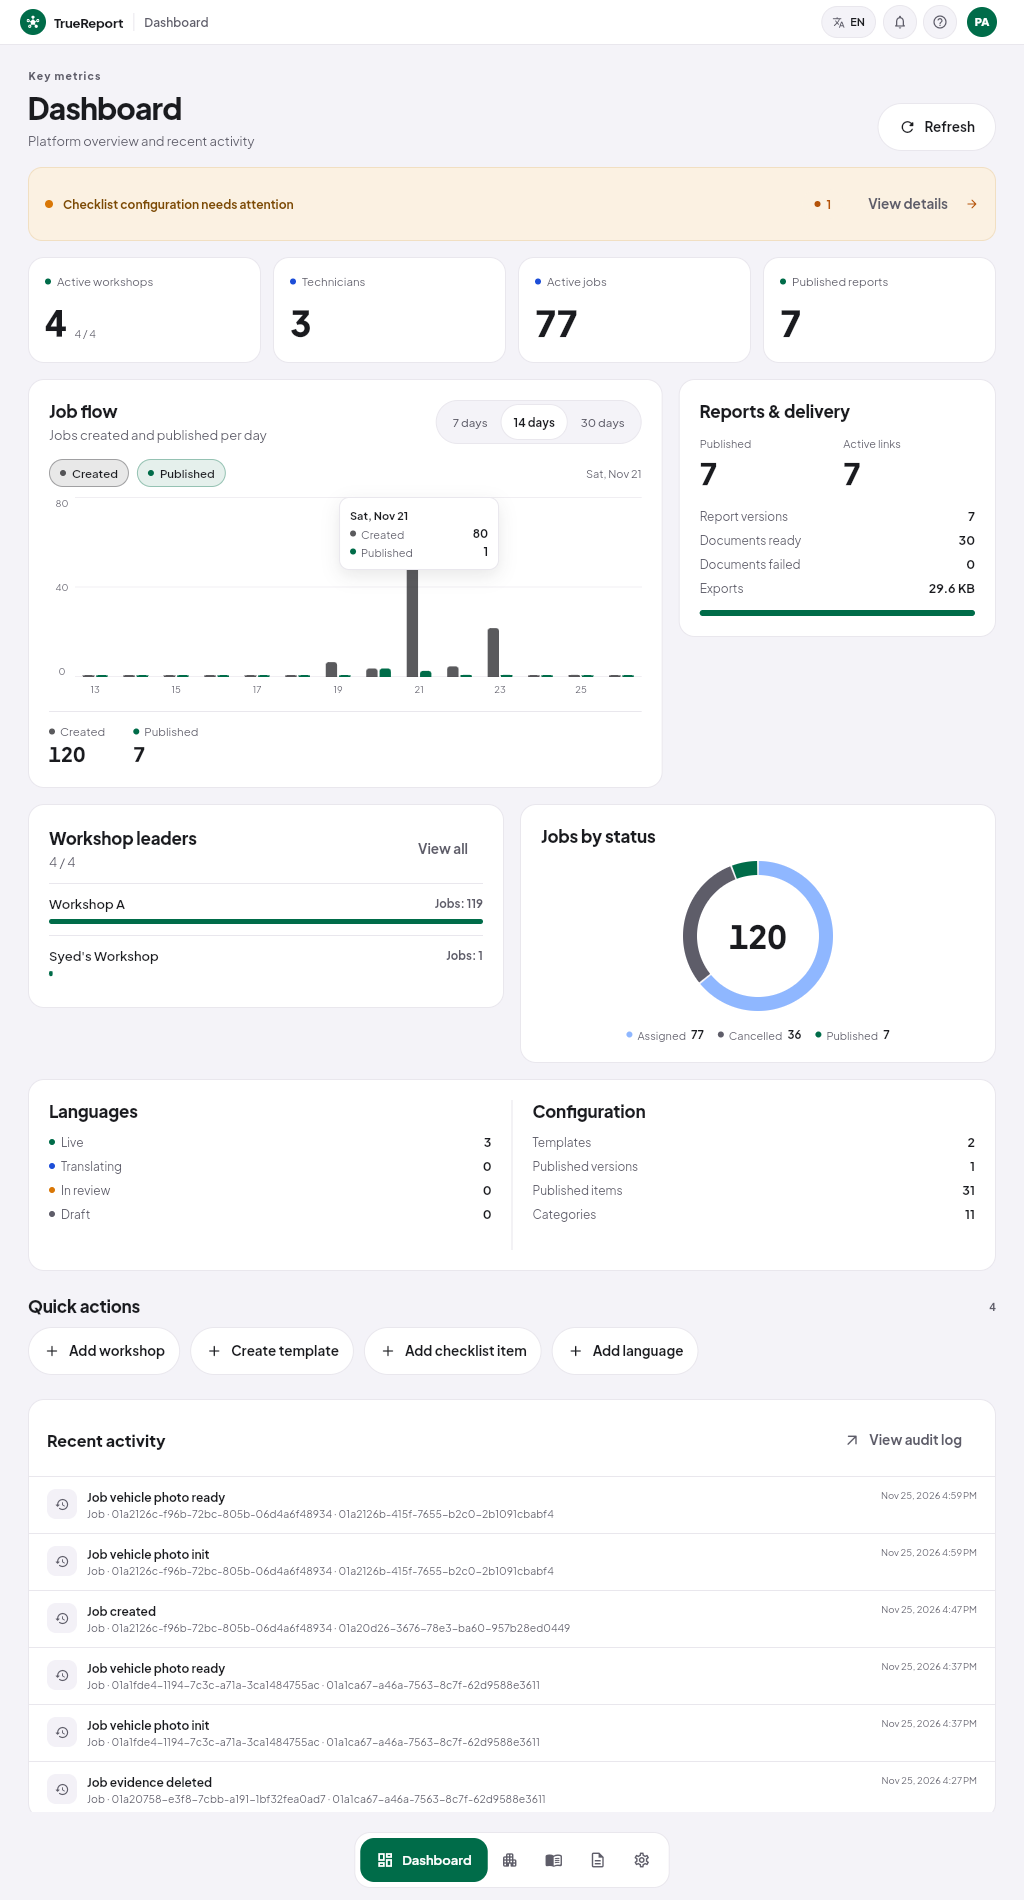 TrueReport
Dashboard
EN
PA
Key metrics
Dashboard
Platform overview and recent activity
Refresh
Checklist configuration needs attention
1
View details
Active workshops
4
4 / 4
Technicians
3
Active jobs
77
Published reports
7
Job flow
Jobs created and published per day
7 days
14 days
30 days
Created
Published
Sat, Nov 21
80
40
0
Sat, Nov 21
Created 80
Published 1
13 15 17 19 21 23 25
Created
120
Published
7
Reports & delivery
Published
7
Active links
7
Report versions 7
Documents ready 30
Documents failed 0
Exports 29.6 KB
Workshop leaders
4 / 4
View all
Workshop A Jobs: 119
Syed's Workshop Jobs: 1
Jobs by status
120
Assigned 77 Cancelled 36 Published 7
Languages
Live 3
Translating 0
In review 0
Draft 0
Configuration
Templates 2
Published versions 1
Published items 31
Categories 11
Quick actions
4
Add workshop
Create template
Add checklist item
Add language
Recent activity
View audit log
Job vehicle photo ready
Nov 25, 2026 4:59 PM
Job · 01a2126c-f96b-72bc-805b-06d4a6f48934 · 01a2126b-415f-7655-b2c0-2b1091cbabf4
Job vehicle photo init
Nov 25, 2026 4:59 PM
Job · 01a2126c-f96b-72bc-805b-06d4a6f48934 · 01a2126b-415f-7655-b2c0-2b1091cbabf4
Job created
Nov 25, 2026 4:47 PM
Job · 01a2126c-f96b-72bc-805b-06d4a6f48934 · 01a20d26-3676-78e3-ba60-957b28ed0449
Job vehicle photo ready
Nov 25, 2026 4:37 PM
Job · 01a1fde4-1194-7c3c-a71a-3ca1484755ac · 01a1ca67-a46a-7563-8c7f-62d9588e3611
Job vehicle photo init
Nov 25, 2026 4:37 PM
Job · 01a1fde4-1194-7c3c-a71a-3ca1484755ac · 01a1ca67-a46a-7563-8c7f-62d9588e3611
Job evidence deleted
Nov 25, 2026 4:27 PM
Job · 01a20758-e3f8-7cbb-a191-1bf32fea0ad7 · 01a1ca67-a46a-7563-8c7f-62d9588e3611
Dashboard